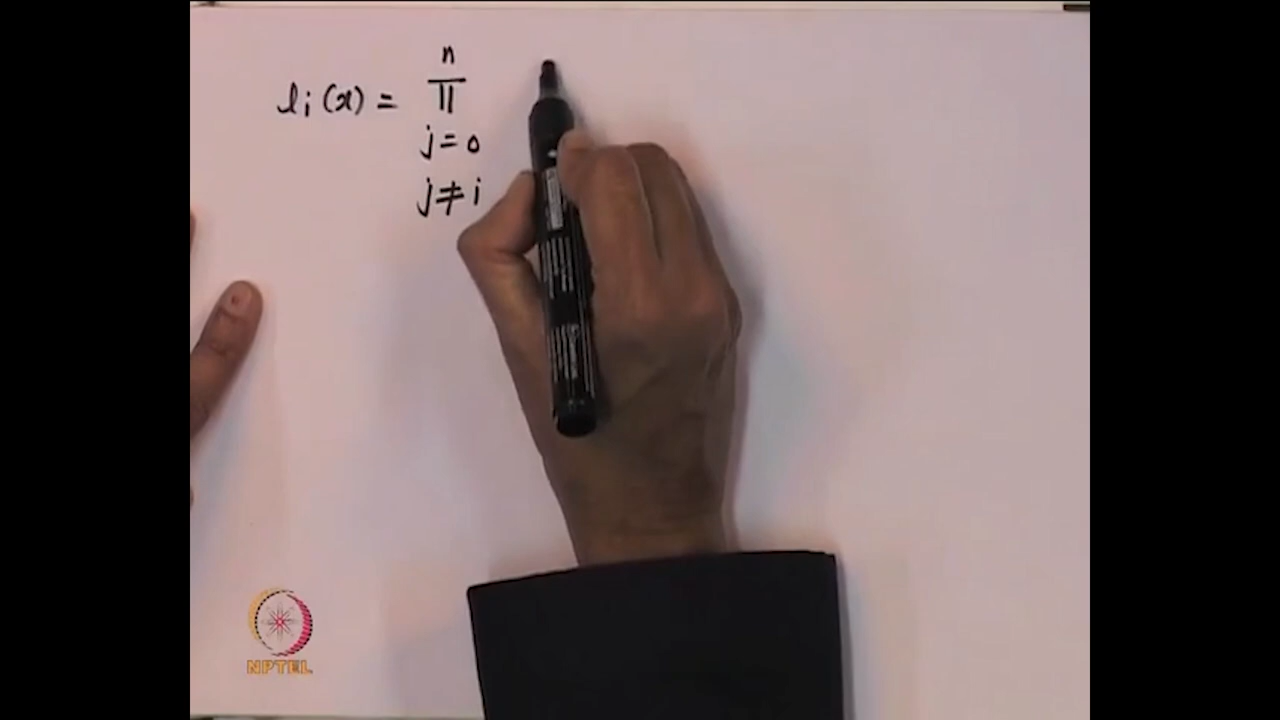 n
li(x) = Π
j = 0
j ≠ i
NPTEL